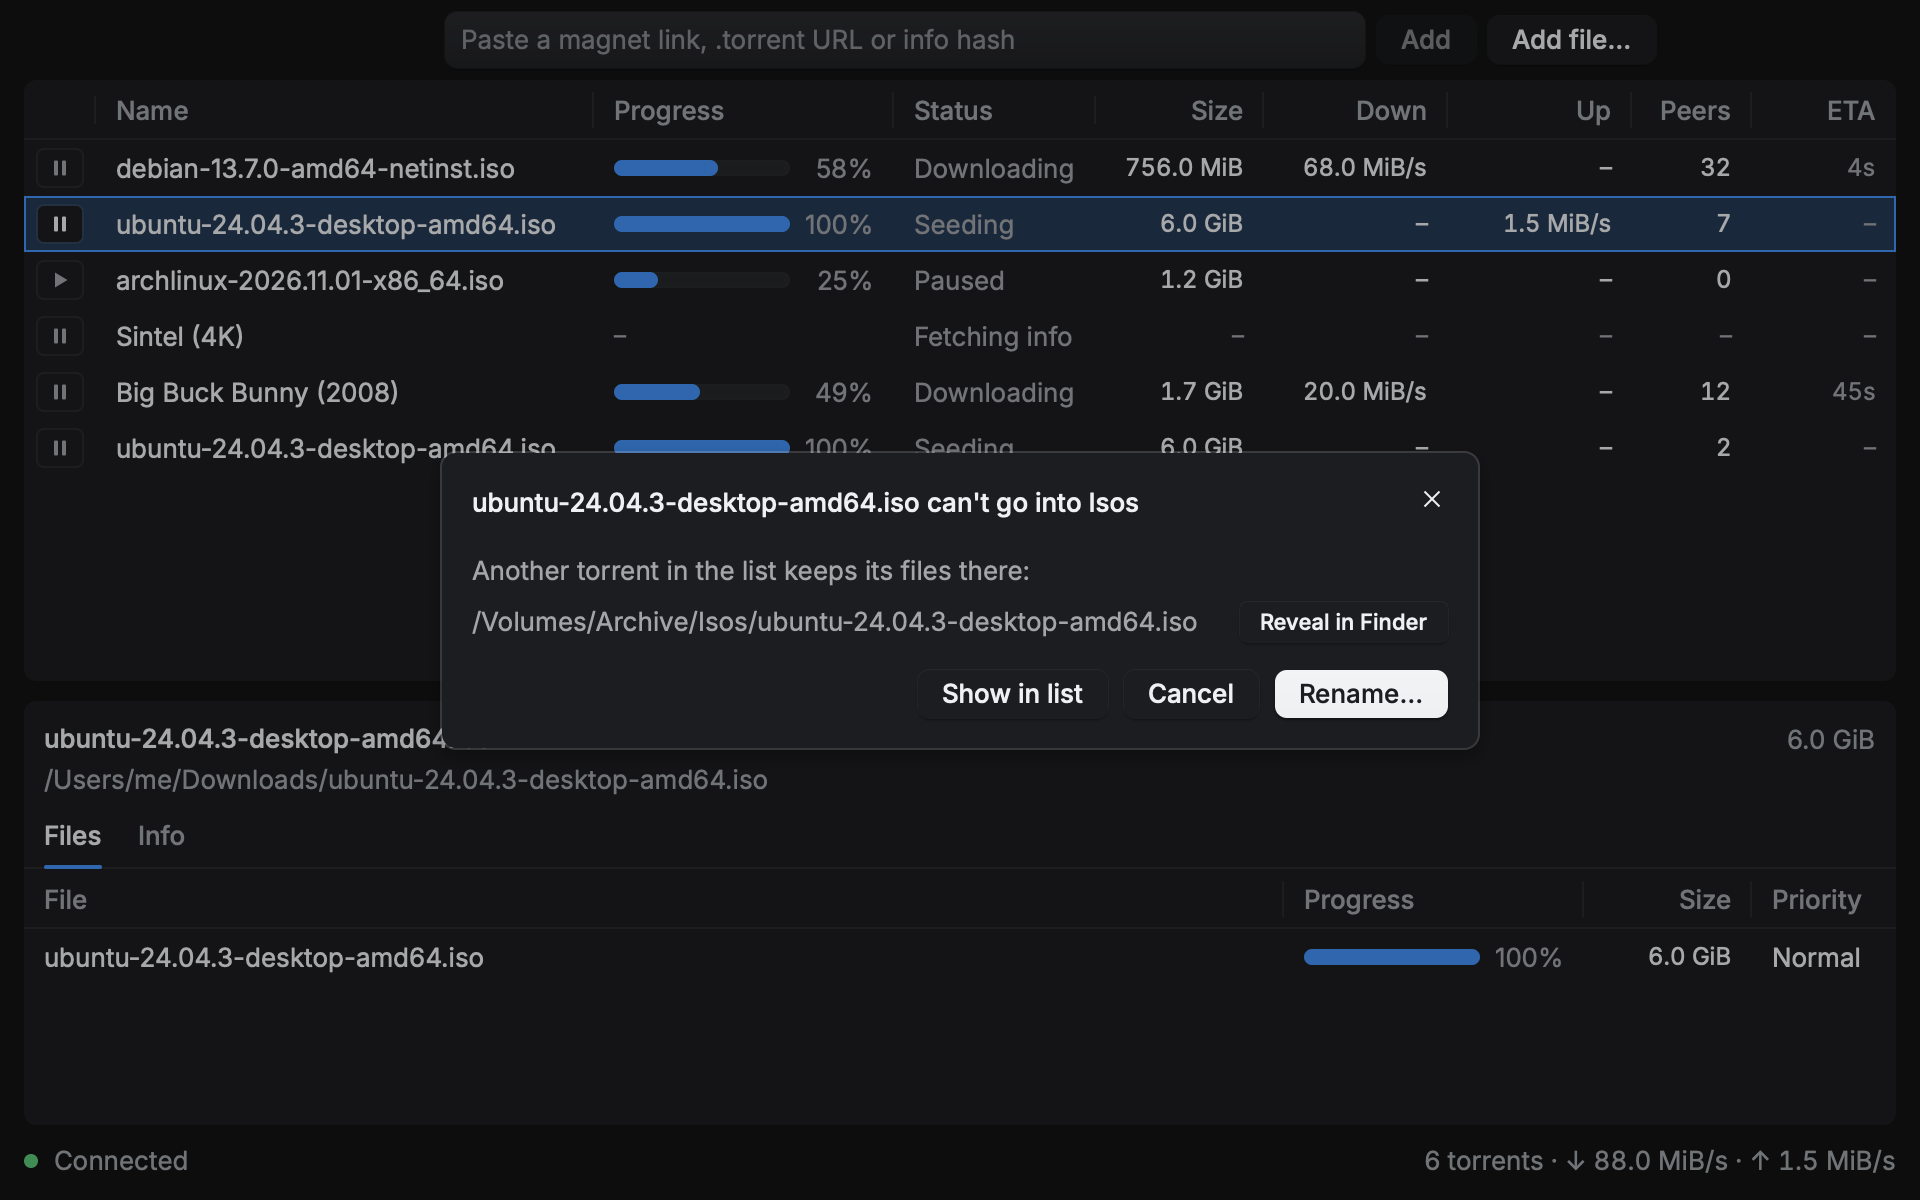 Paste a magnet link, .torrent URL or info hash Add Add file...
Name Progress Status Size Down Up Peers ETA
debian-13.7.0-amd64-netinst.iso 58% Downloading 756.0 MiB 68.0 MiB/s – 32 4s
ubuntu-24.04.3-desktop-amd64.iso 100% Seeding 6.0 GiB – 1.5 MiB/s 7 –
archlinux-2026.11.01-x86_64.iso 25% Paused 1.2 GiB – – 0 –
Sintel (4K) – Fetching info – – – – –
Big Buck Bunny (2008) 49% Downloading 1.7 GiB 20.0 MiB/s – 12 45s
ubuntu-24.04.3-desktop-amd64.iso 100% Seeding 6.0 GiB – – 2 –
ubuntu-24.04.3-desktop-amd64.iso can't go into Isos
Another torrent in the list keeps its files there:
/Volumes/Archive/Isos/ubuntu-24.04.3-desktop-amd64.iso Reveal in Finder
Show in list Cancel Rename...
ubuntu-24.04.3-desktop-amd64 6.0 GiB
/Users/me/Downloads/ubuntu-24.04.3-desktop-amd64.iso
Files Info
File Progress Size Priority
ubuntu-24.04.3-desktop-amd64.iso 100% 6.0 GiB Normal
Connected 6 torrents · ↓ 88.0 MiB/s · ↑ 1.5 MiB/s